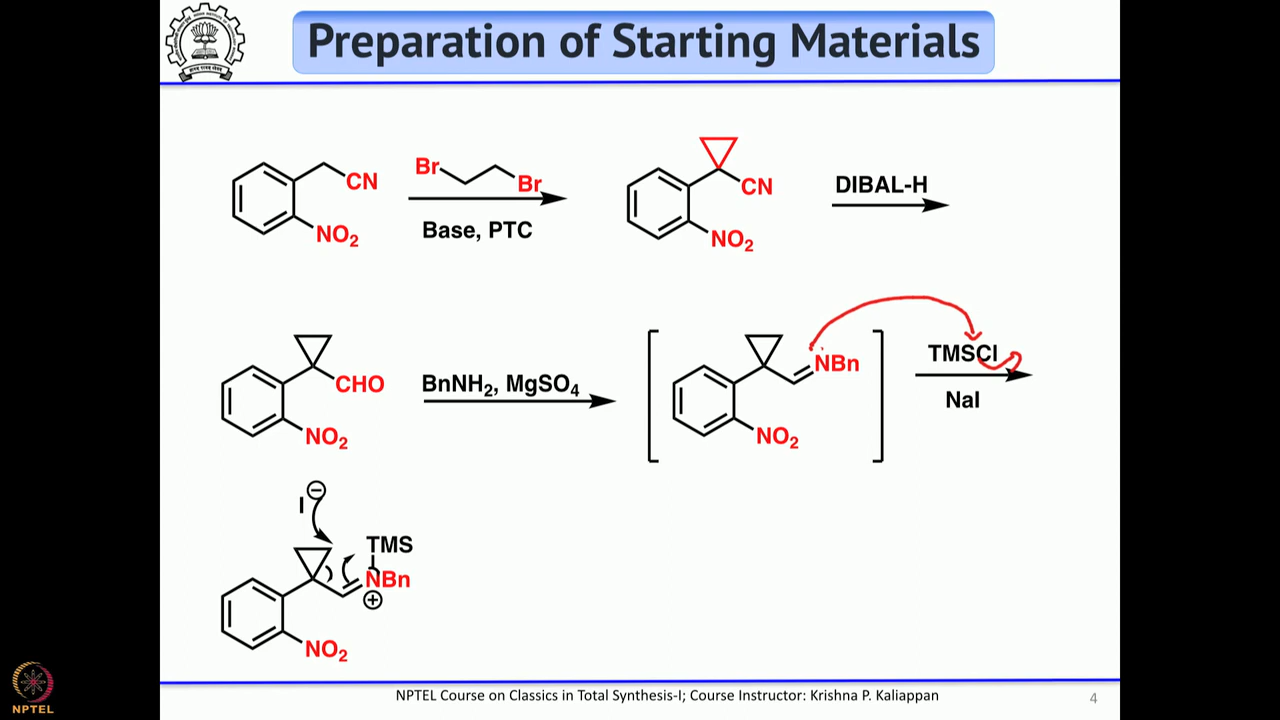 Preparation of Starting Materials
CN
NO2
Br
Br
Base, PTC
CN
NO2
DIBAL-H
CHO
NO2
BnNH2, MgSO4
NBn
NO2
TMSCl
NaI
I
TMS
NBn
NO2
NPTEL
NPTEL Course on Classics in Total Synthesis-I; Course Instructor: Krishna P. Kaliappan
4